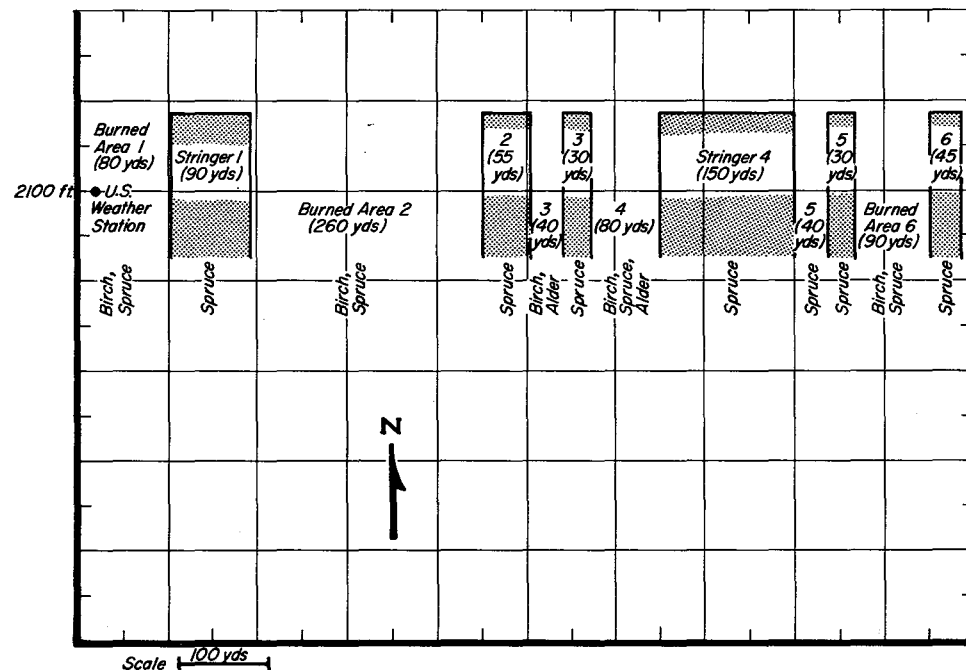 Burned
Area 1
(80 yds)
2100 ft.
U.S.
Weather
Station
Stringer 1
(90 yds)
Burned Area 2
(260 yds)
2
(55
yds)
3
(40
yds)
3
(30
yds)
4
(80 yds)
Stringer 4
(150 yds)
5
(40
yds)
5
(30
yds)
Burned
Area 6
(90 yds)
6
(45
yds)
Birch,
Spruce
Spruce
Birch,
Spruce
Spruce
Birch,
Alder
Spruce
Birch,
Spruce,
Alder
Spruce
Spruce
Spruce
Birch,
Spruce
Spruce
N
Scale 100 yds